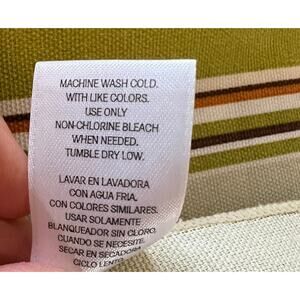 MACHINE WASH COLD.
WITH LIKE COLORS.
USE ONLY
NON-CHLORINE BLEACH
WHEN NEEDED.
TUMBLE DRY LOW.
LAVAR EN LAVADORA
CON AGUA FRIA.
CON COLORES SIMILARES.
USAR SOLAMENTE
BLANQUEADOR SIN CLORO,
CUANDO SE NECESITE.
SECAR EN SECADORA
CICLO LENTO.